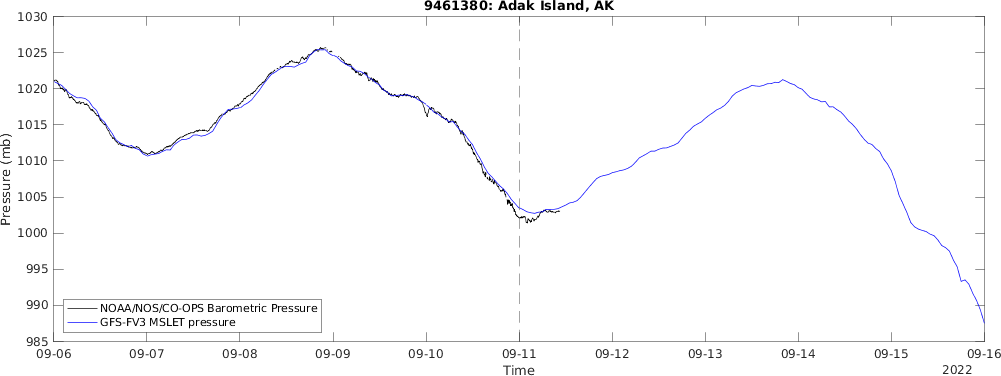 9461380: Adak Island, AK
1030
1025
1020
1015
1010
1005
1000
995
990
985
Pressure (mb)
NOAA/NOS/CO-OPS Barometric Pressure
GFS-FV3 MSLET pressure
09-06 09-07 09-08 09-09 09-10 09-11 09-12 09-13 09-14 09-15 09-16
Time
2022